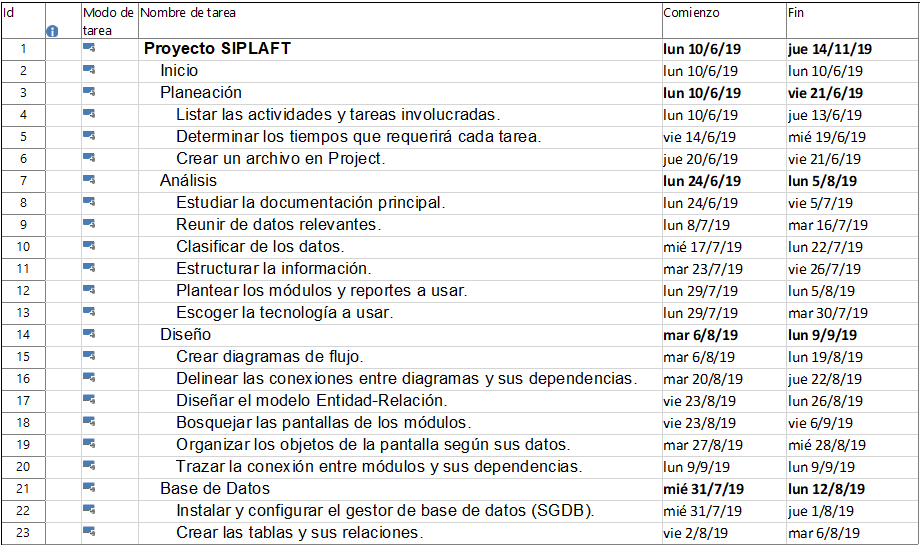 Id Modo de tarea Nombre de tarea Comienzo Fin
1 Proyecto SIPLAFT lun 10/6/19 jue 14/11/19
2 Inicio lun 10/6/19 lun 10/6/19
3 Planeación lun 10/6/19 vie 21/6/19
4 Listar las actividades y tareas involucradas. lun 10/6/19 jue 13/6/19
5 Determinar los tiempos que requerirá cada tarea. vie 14/6/19 mié 19/6/19
6 Crear un archivo en Project. jue 20/6/19 vie 21/6/19
7 Análisis lun 24/6/19 lun 5/8/19
8 Estudiar la documentación principal. lun 24/6/19 vie 5/7/19
9 Reunir de datos relevantes. lun 8/7/19 mar 16/7/19
10 Clasificar de los datos. mié 17/7/19 lun 22/7/19
11 Estructurar la información. mar 23/7/19 vie 26/7/19
12 Plantear los módulos y reportes a usar. lun 29/7/19 lun 5/8/19
13 Escoger la tecnología a usar. lun 29/7/19 mar 30/7/19
14 Diseño mar 6/8/19 lun 9/9/19
15 Crear diagramas de flujo. mar 6/8/19 lun 19/8/19
16 Delinear las conexiones entre diagramas y sus dependencias. mar 20/8/19 jue 22/8/19
17 Diseñar el modelo Entidad-Relación. vie 23/8/19 lun 26/8/19
18 Bosquejar las pantallas de los módulos. vie 23/8/19 vie 6/9/19
19 Organizar los objetos de la pantalla según sus datos. mar 27/8/19 mié 28/8/19
20 Trazar la conexión entre módulos y sus dependencias. lun 9/9/19 lun 9/9/19
21 Base de Datos mié 31/7/19 lun 12/8/19
22 Instalar y configurar el gestor de base de datos (SGDB). mié 31/7/19 jue 1/8/19
23 Crear las tablas y sus relaciones. vie 2/8/19 mar 6/8/19